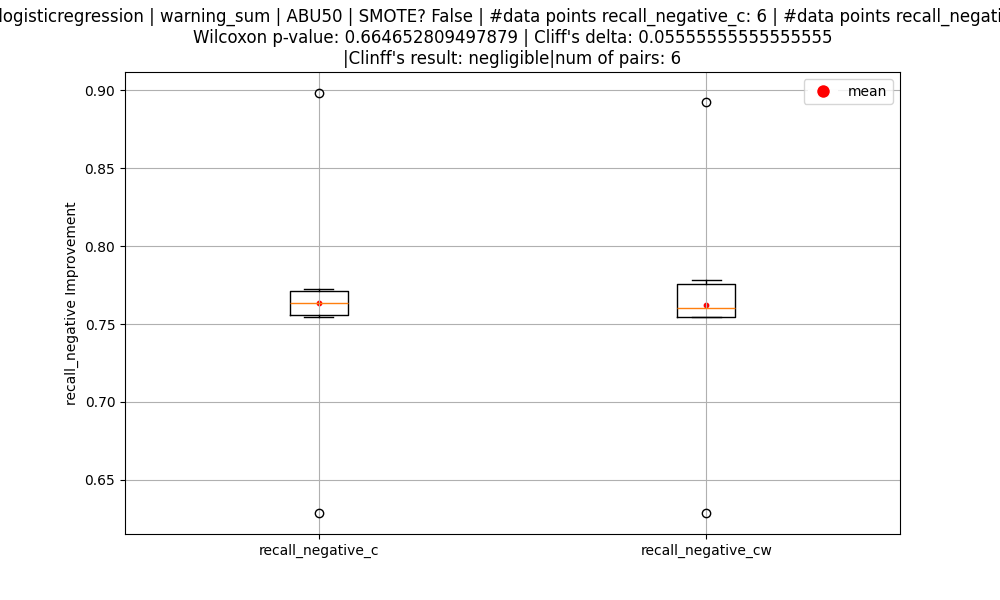 logisticregression | warning_sum | ABU50 | SMOTE? False | #data points recall_negative_c: 6 | #data points recall_negati
Wilcoxon p-value: 0.664652809497879 | Cliff's delta: 0.05555555555555555
|Clinff's result: negligible|num of pairs: 6
mean
0.90
0.85
0.80
0.75
0.70
0.65
recall_negative Improvement
recall_negative_c
recall_negative_cw